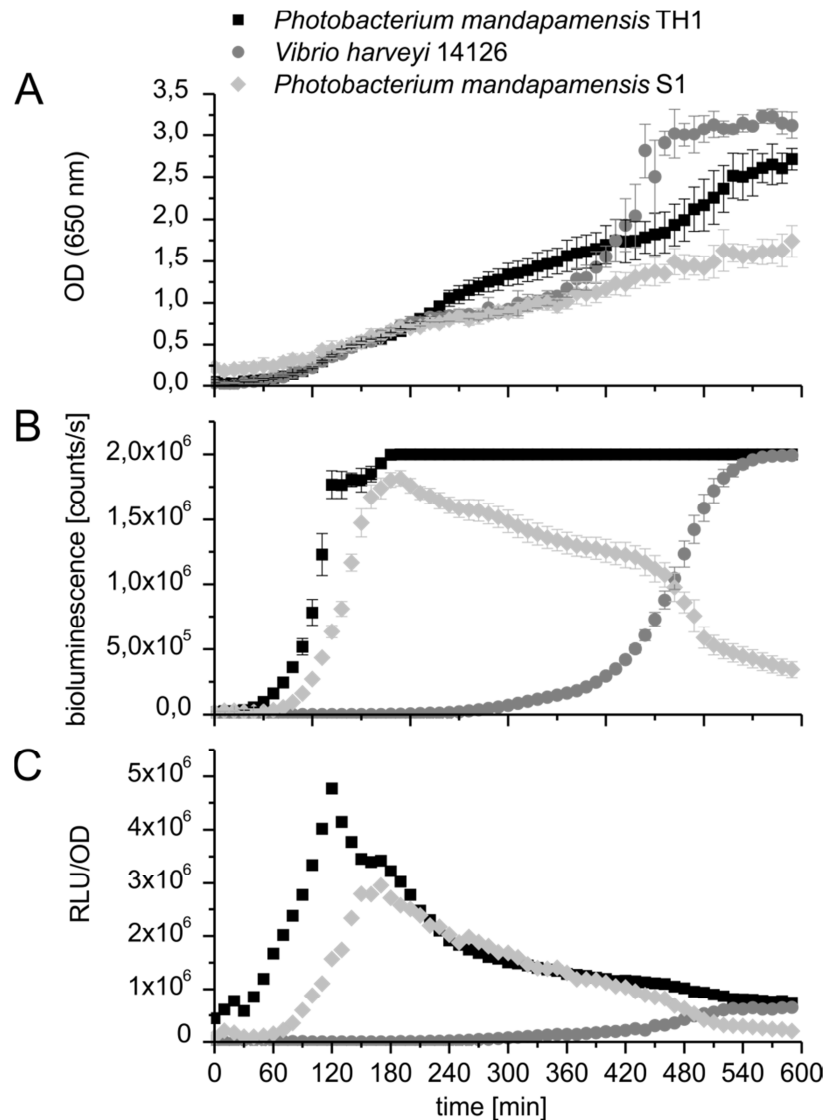 Photobacterium mandapamensis TH1
Vibrio harveyi 14126
Photobacterium mandapamensis S1
A
OD (650 nm)
3,5
3,0
2,5
2,0
1,5
1,0
0,5
0,0
B
bioluminescence [counts/s]
2,0x10⁶
1,5x10⁶
1,0x10⁶
5,0x10⁵
0,0
C
RLU/OD
5x10⁶
4x10⁶
3x10⁶
2x10⁶
1x10⁶
0
0 60 120 180 240 300 360 420 480 540 600
time [min]